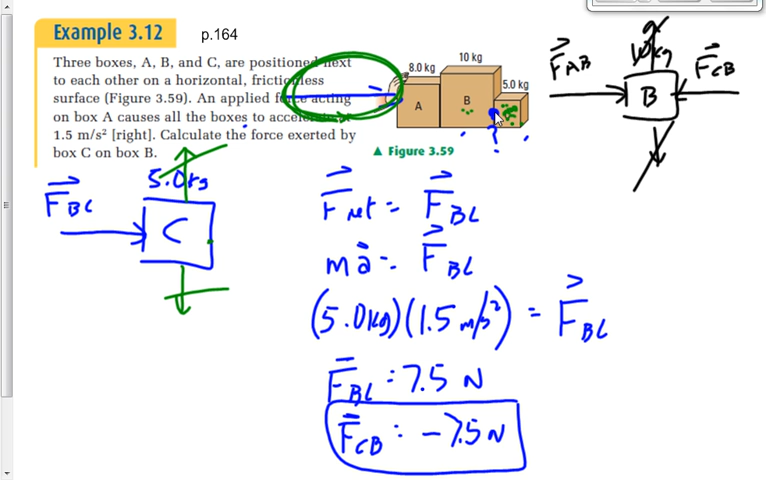 Example 3.12
p.164
Three boxes, A, B, and C, are positioned next
to each other on a horizontal, frictionless
surface (Figure 3.59). An applied force acting
on box A causes all the boxes to accelerate at
1.5 m/s² [right]. Calculate the force exerted by
box C on box B.
8.0 kg
10 kg
5.0 kg
A
B
?
▲ Figure 3.59
F⃗AB
10 kg
B
F⃗CB
5.0 kg
F⃗BC
C
F⃗net = F⃗BC
ma⃗ = F⃗BC
(5.0kg)(1.5 m/s²) = F⃗BC
F⃗BC = 7.5 N
F⃗CB = -7.5 N